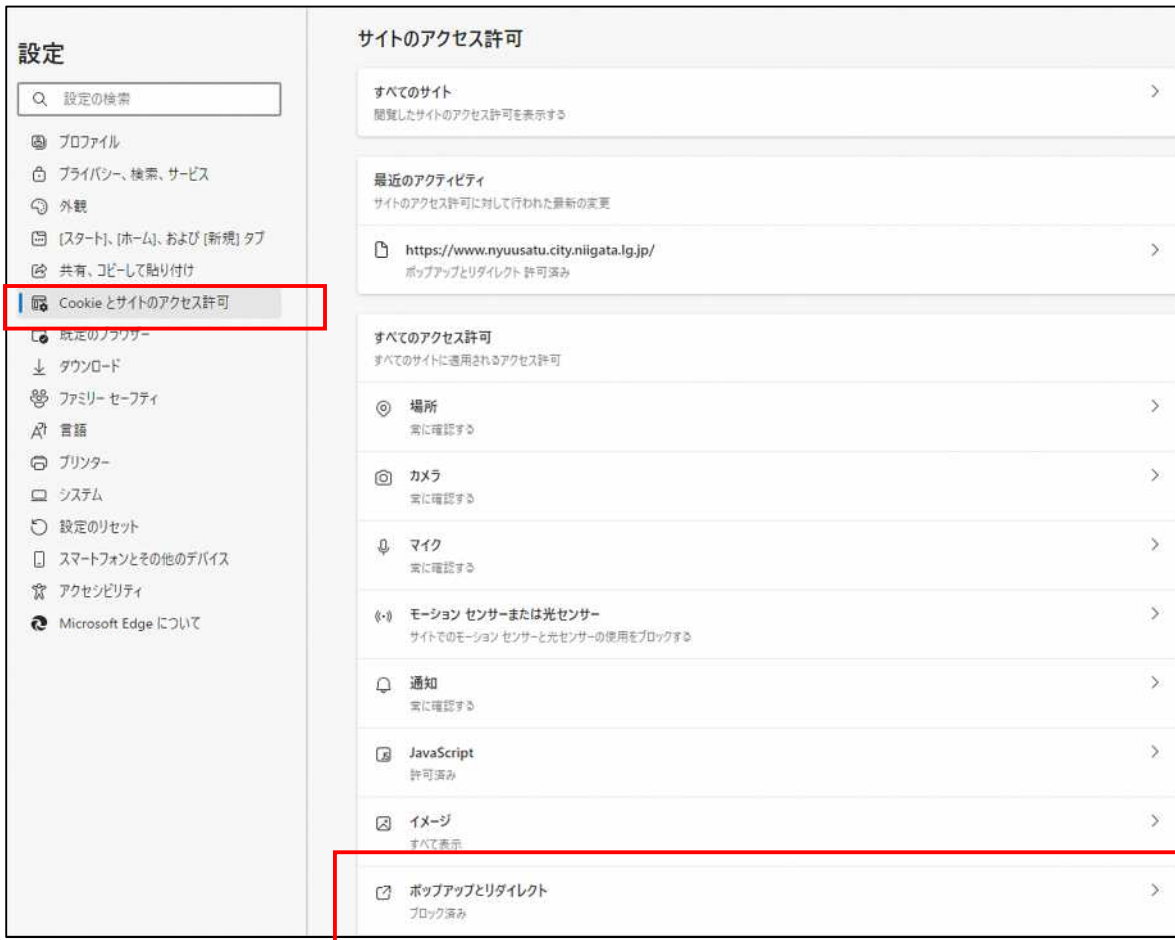 設定
設定の検索
プロファイル
プライバシー、検索、サービス
外観
[スタート]、[ホーム]、および [新規] タブ
共有、コピーして貼り付け
Cookie とサイトのアクセス許可
既定のブラウザー
ダウンロード
ファミリー セーフティ
言語
プリンター
システム
設定のリセット
スマートフォンとその他のデバイス
アクセシビリティ
Microsoft Edge について
サイトのアクセス許可
すべてのサイト
閲覧したサイトのアクセス許可を表示する
最近のアクティビティ
サイトのアクセス許可に対して行われた最新の変更
https://www.nyuusatu.city.niigata.lg.jp/
ポップアップとリダイレクト 許可済み
すべてのアクセス許可
すべてのサイトに適用されるアクセス許可
場所
常に確認する
カメラ
常に確認する
マイク
常に確認する
モーション センサーまたは光センサー
サイトでのモーション センサーと光センサーの使用をブロックする
通知
常に確認する
JavaScript
許可済み
イメージ
すべて表示
ポップアップとリダイレクト
ブロック済み